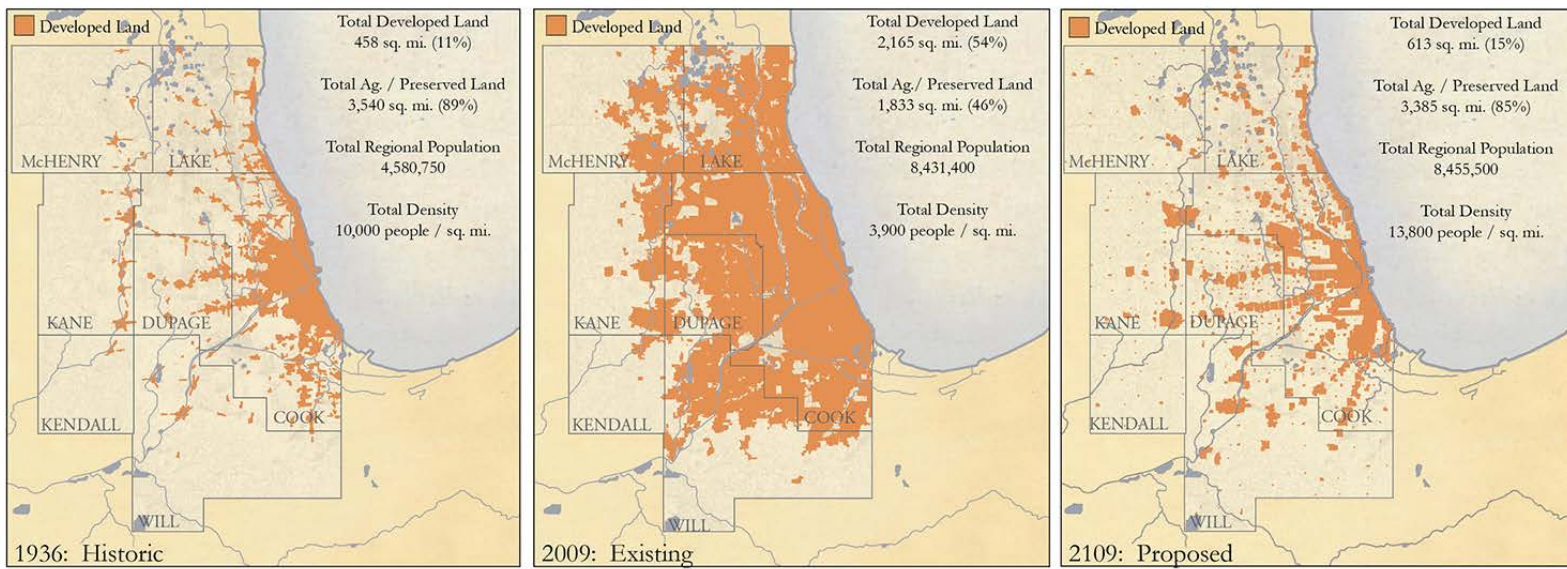 Developed Land
Total Developed Land
458 sq. mi. (11%)
Total Ag. / Preserved Land
3,540 sq. mi. (89%)
Total Regional Population
4,580,750
Total Density
10,000 people / sq. mi.
McHENRY
LAKE
KANE
DUPAGE
KENDALL
COOK
WILL
1936: Historic
Developed Land
Total Developed Land
2,165 sq. mi. (54%)
Total Ag. / Preserved Land
1,833 sq. mi. (46%)
Total Regional Population
8,431,400
Total Density
3,900 people / sq. mi.
McHENRY
LAKE
KANE
DUPAGE
KENDALL
COOK
WILL
2009: Existing
Developed Land
Total Developed Land
613 sq. mi. (15%)
Total Ag. / Preserved Land
3,385 sq. mi. (85%)
Total Regional Population
8,455,500
Total Density
13,800 people / sq. mi.
McHENRY
LAKE
KANE
DUPAGE
KENDALL
COOK
WILL
2109: Proposed